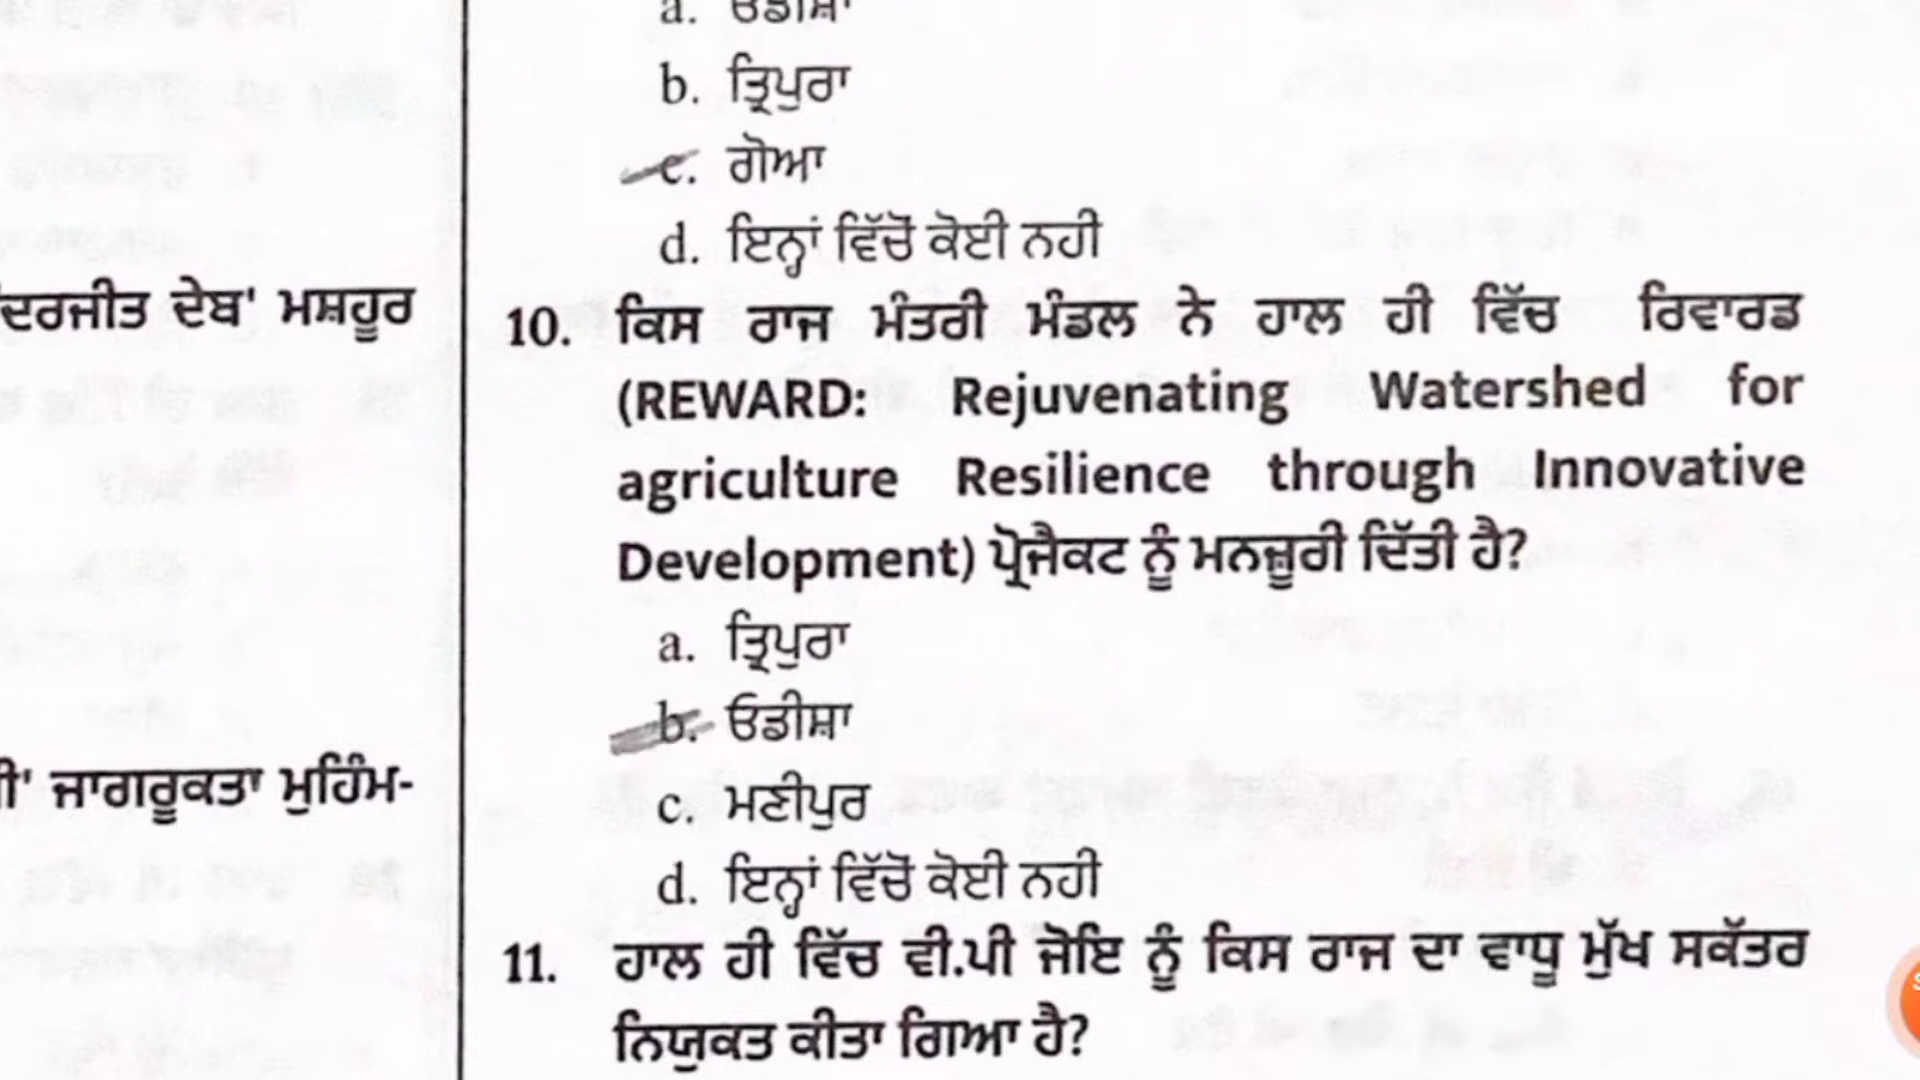 ਦਰਜੀਤ ਦੇਬ' ਮਸ਼ਹੂਰ
ਜਾਗਰੂਕਤਾ ਮੁਹਿੰਮ-
a. ਓਡੀਸ਼ਾ
b. ਤ੍ਰਿਪੁਰਾ
c. ਗੋਆ
d. ਇਨ੍ਹਾਂ ਵਿੱਚੋਂ ਕੋਈ ਨਹੀ
10. ਕਿਸ ਰਾਜ ਮੰਤਰੀ ਮੰਡਲ ਨੇ ਹਾਲ ਹੀ ਵਿੱਚ ਰਿਵਾਰਡ
(REWARD: Rejuvenating Watershed for
agriculture Resilience through Innovative
Development) ਪ੍ਰੋਜੈਕਟ ਨੂੰ ਮਨਜ਼ੂਰੀ ਦਿੱਤੀ ਹੈ?
a. ਤ੍ਰਿਪੁਰਾ
b. ਓਡੀਸ਼ਾ
c. ਮਣੀਪੁਰ
d. ਇਨ੍ਹਾਂ ਵਿੱਚੋਂ ਕੋਈ ਨਹੀ
11. ਹਾਲ ਹੀ ਵਿੱਚ ਵੀ.ਪੀ ਜੋਇ ਨੂੰ ਕਿਸ ਰਾਜ ਦਾ ਵਾਧੂ ਮੁੱਖ ਸਕੱਤਰ
ਨਿਯੁਕਤ ਕੀਤਾ ਗਿਆ ਹੈ?